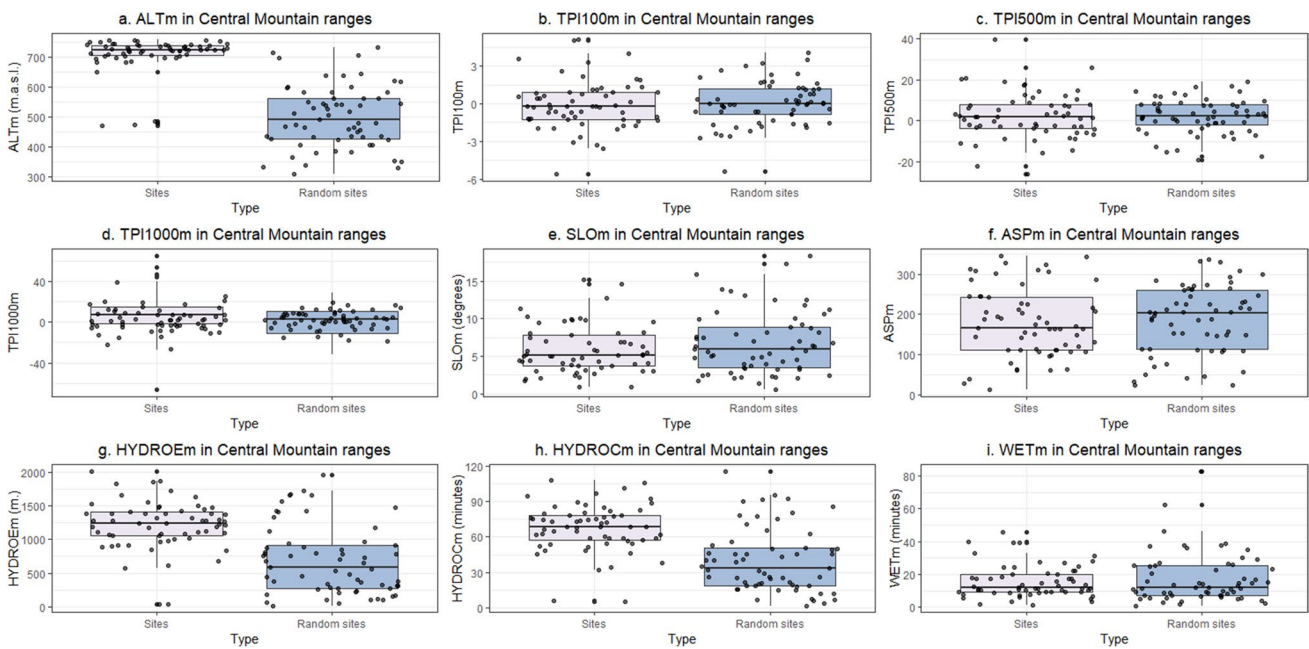 a. ALTm in Central Mountain ranges
ALTm (m.a.s.l.)
700
600
500
400
300
Sites
Random sites
Type
b. TPI100m in Central Mountain ranges
TPI100m
3
0
-3
-6
Sites
Random sites
Type
c. TPI500m in Central Mountain ranges
TPI500m
40
20
0
-20
Sites
Random sites
Type
d. TPI1000m in Central Mountain ranges
TPI1000m
40
0
-40
Sites
Random sites
Type
e. SLOm in Central Mountain ranges
SLOm (degrees)
15
10
5
0
Sites
Random sites
Type
f. ASPm in Central Mountain ranges
ASPm
300
200
100
0
Sites
Random sites
Type
g. HYDROEm in Central Mountain ranges
HYDROEm (m.)
2000
1500
1000
500
0
Sites
Random sites
Type
h. HYDROCm in Central Mountain ranges
HYDROCm (minutes)
120
90
60
30
0
Sites
Random sites
Type
i. WETm in Central Mountain ranges
WETm (minutes)
80
60
40
20
0
Sites
Random sites
Type